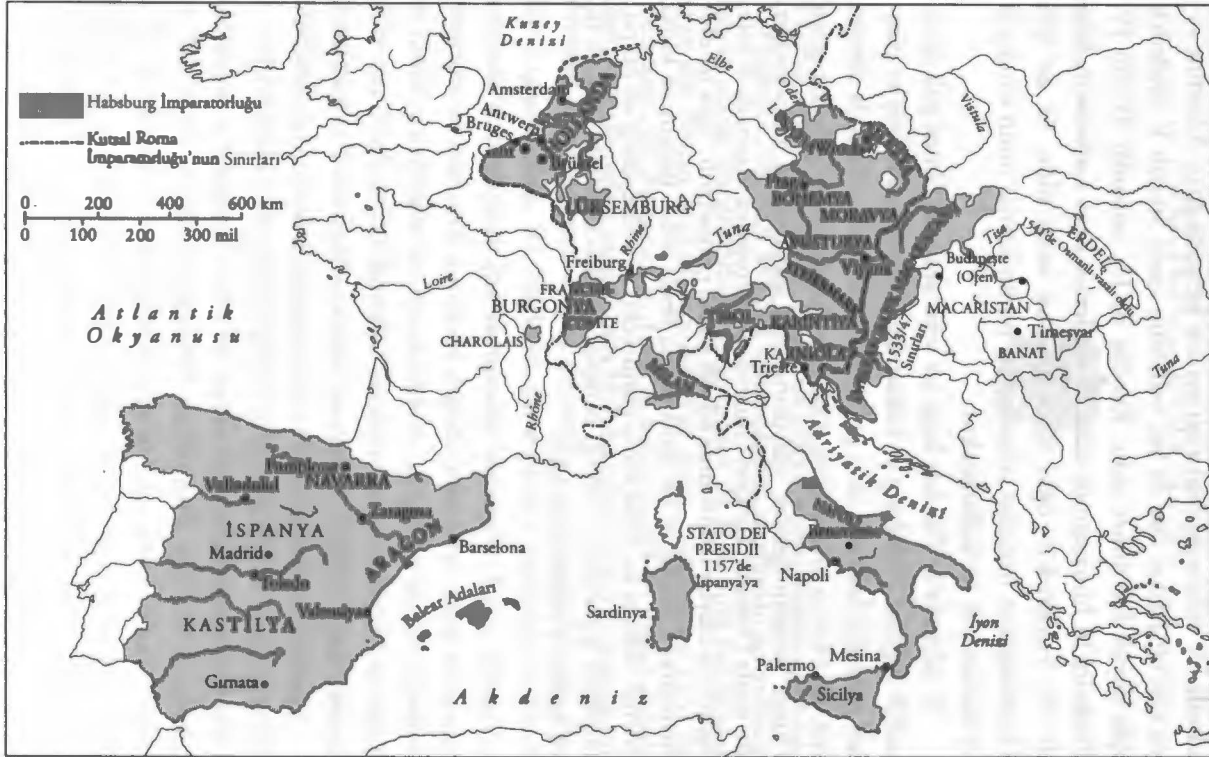 Kuzey
Denizi
Habsburg İmparatorluğu
Kutsal Roma
İmparatorluğu'nun Sınırları
0 200 400 600 km
0 100 200 300 mil
Amsterdam
Antwerp
Bruges
Gent
Brüksel
LÜKSEMBURG
Elbe
Oder
Vistula
Prag
BOHEMYA
MORAVYA
AVUSTURYA
Viyana
Tuna
Rhine
Freiburg
FRANCHE
BURGONYA
COMTE
CHAROLAIS
Loire
Rhône
TİROL
KARİNTİYA
KARNİOLA
Trieste
MİLAN
1533/47
Sınırları
Budapeşte
(Ofen)
Tisa
ERDEL
1541'de Osmanlı vasalı oldu
MACARİSTAN
Timeşvar
BANAT
Tuna
Atlantik
Okyanusu
Pamplona
NAVARRA
Valladolid
Zaragoza
İSPANYA
Madrid
Toledo
ARAGON
Barselona
Valensiya
KASTİLYA
Gırnata
Balear Adaları
Akdeniz
Sardinya
STATO DEI
PRESIDII
1157'de
İspanya'ya
Adriyatik Denizi
Napoli
İyon
Denizi
Palermo
Mesina
Sicilya